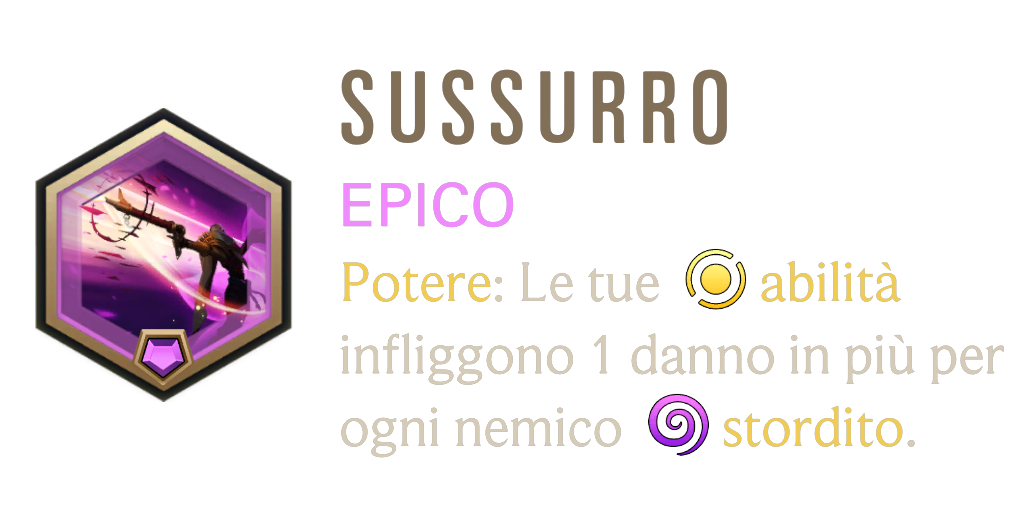 SUSSURRO
EPICO
Potere: Le tue abilità
infliggono 1 danno in più per
ogni nemico stordito.